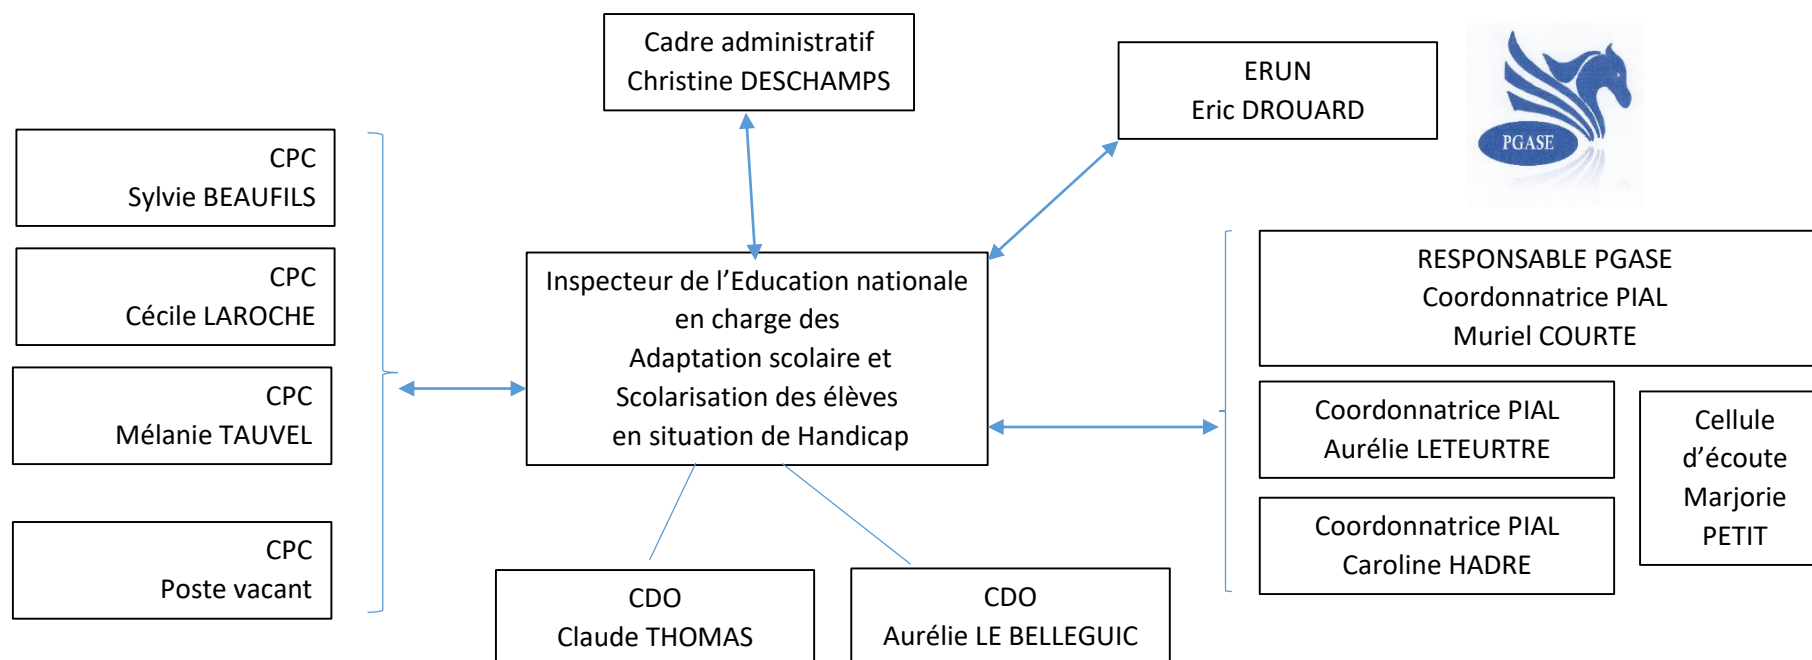 Cadre administratif
Christine DESCHAMPS
ERUN
Eric DROUARD
PGASE
CPC
Sylvie BEAUFILS
CPC
Cécile LAROCHE
CPC
Mélanie TAUVEL
CPC
Poste vacant
Inspecteur de l’Education nationale
en charge des
Adaptation scolaire et
Scolarisation des élèves
en situation de Handicap
RESPONSABLE PGASE
Coordonnatrice PIAL
Muriel COURTE
Coordonnatrice PIAL
Aurélie LETEURTRE
Coordonnatrice PIAL
Caroline HADRE
Cellule
d’écoute
Marjorie
PETIT
CDO
Claude THOMAS
CDO
Aurélie LE BELLEGUIC